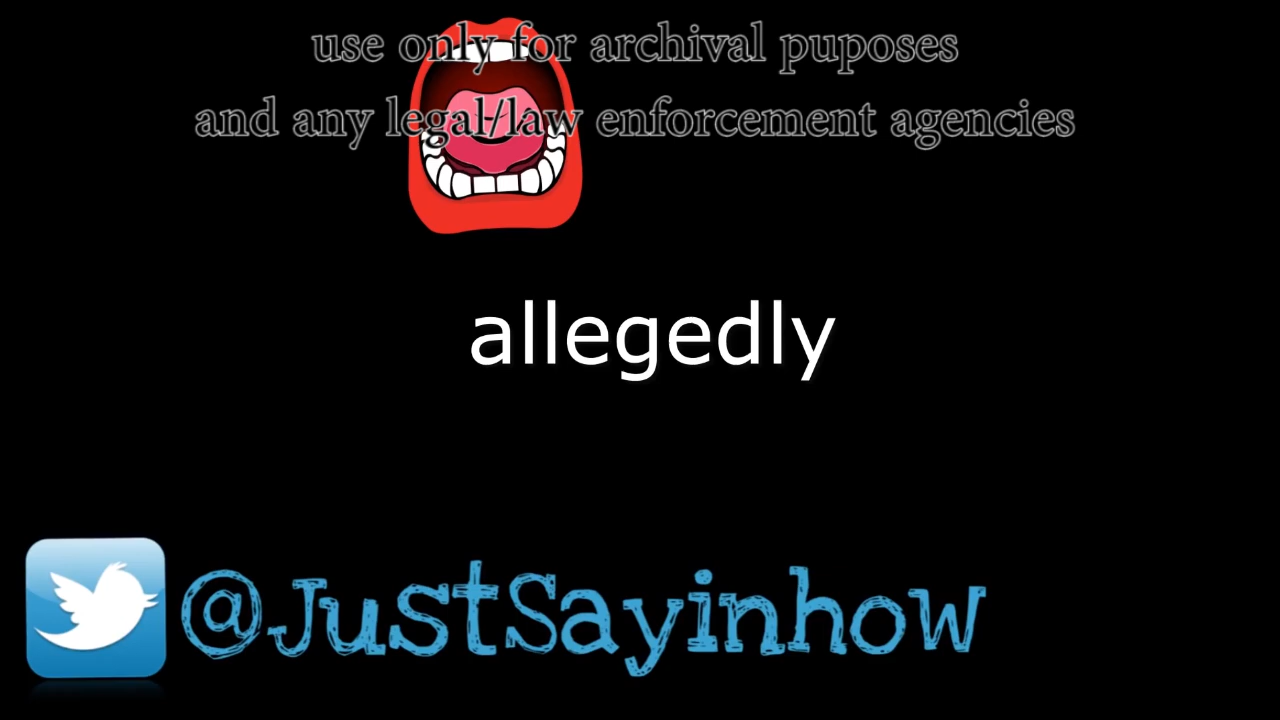 use only for archival puposes
and any legal/law enforcement agencies
allegedly
@JustSayinhow